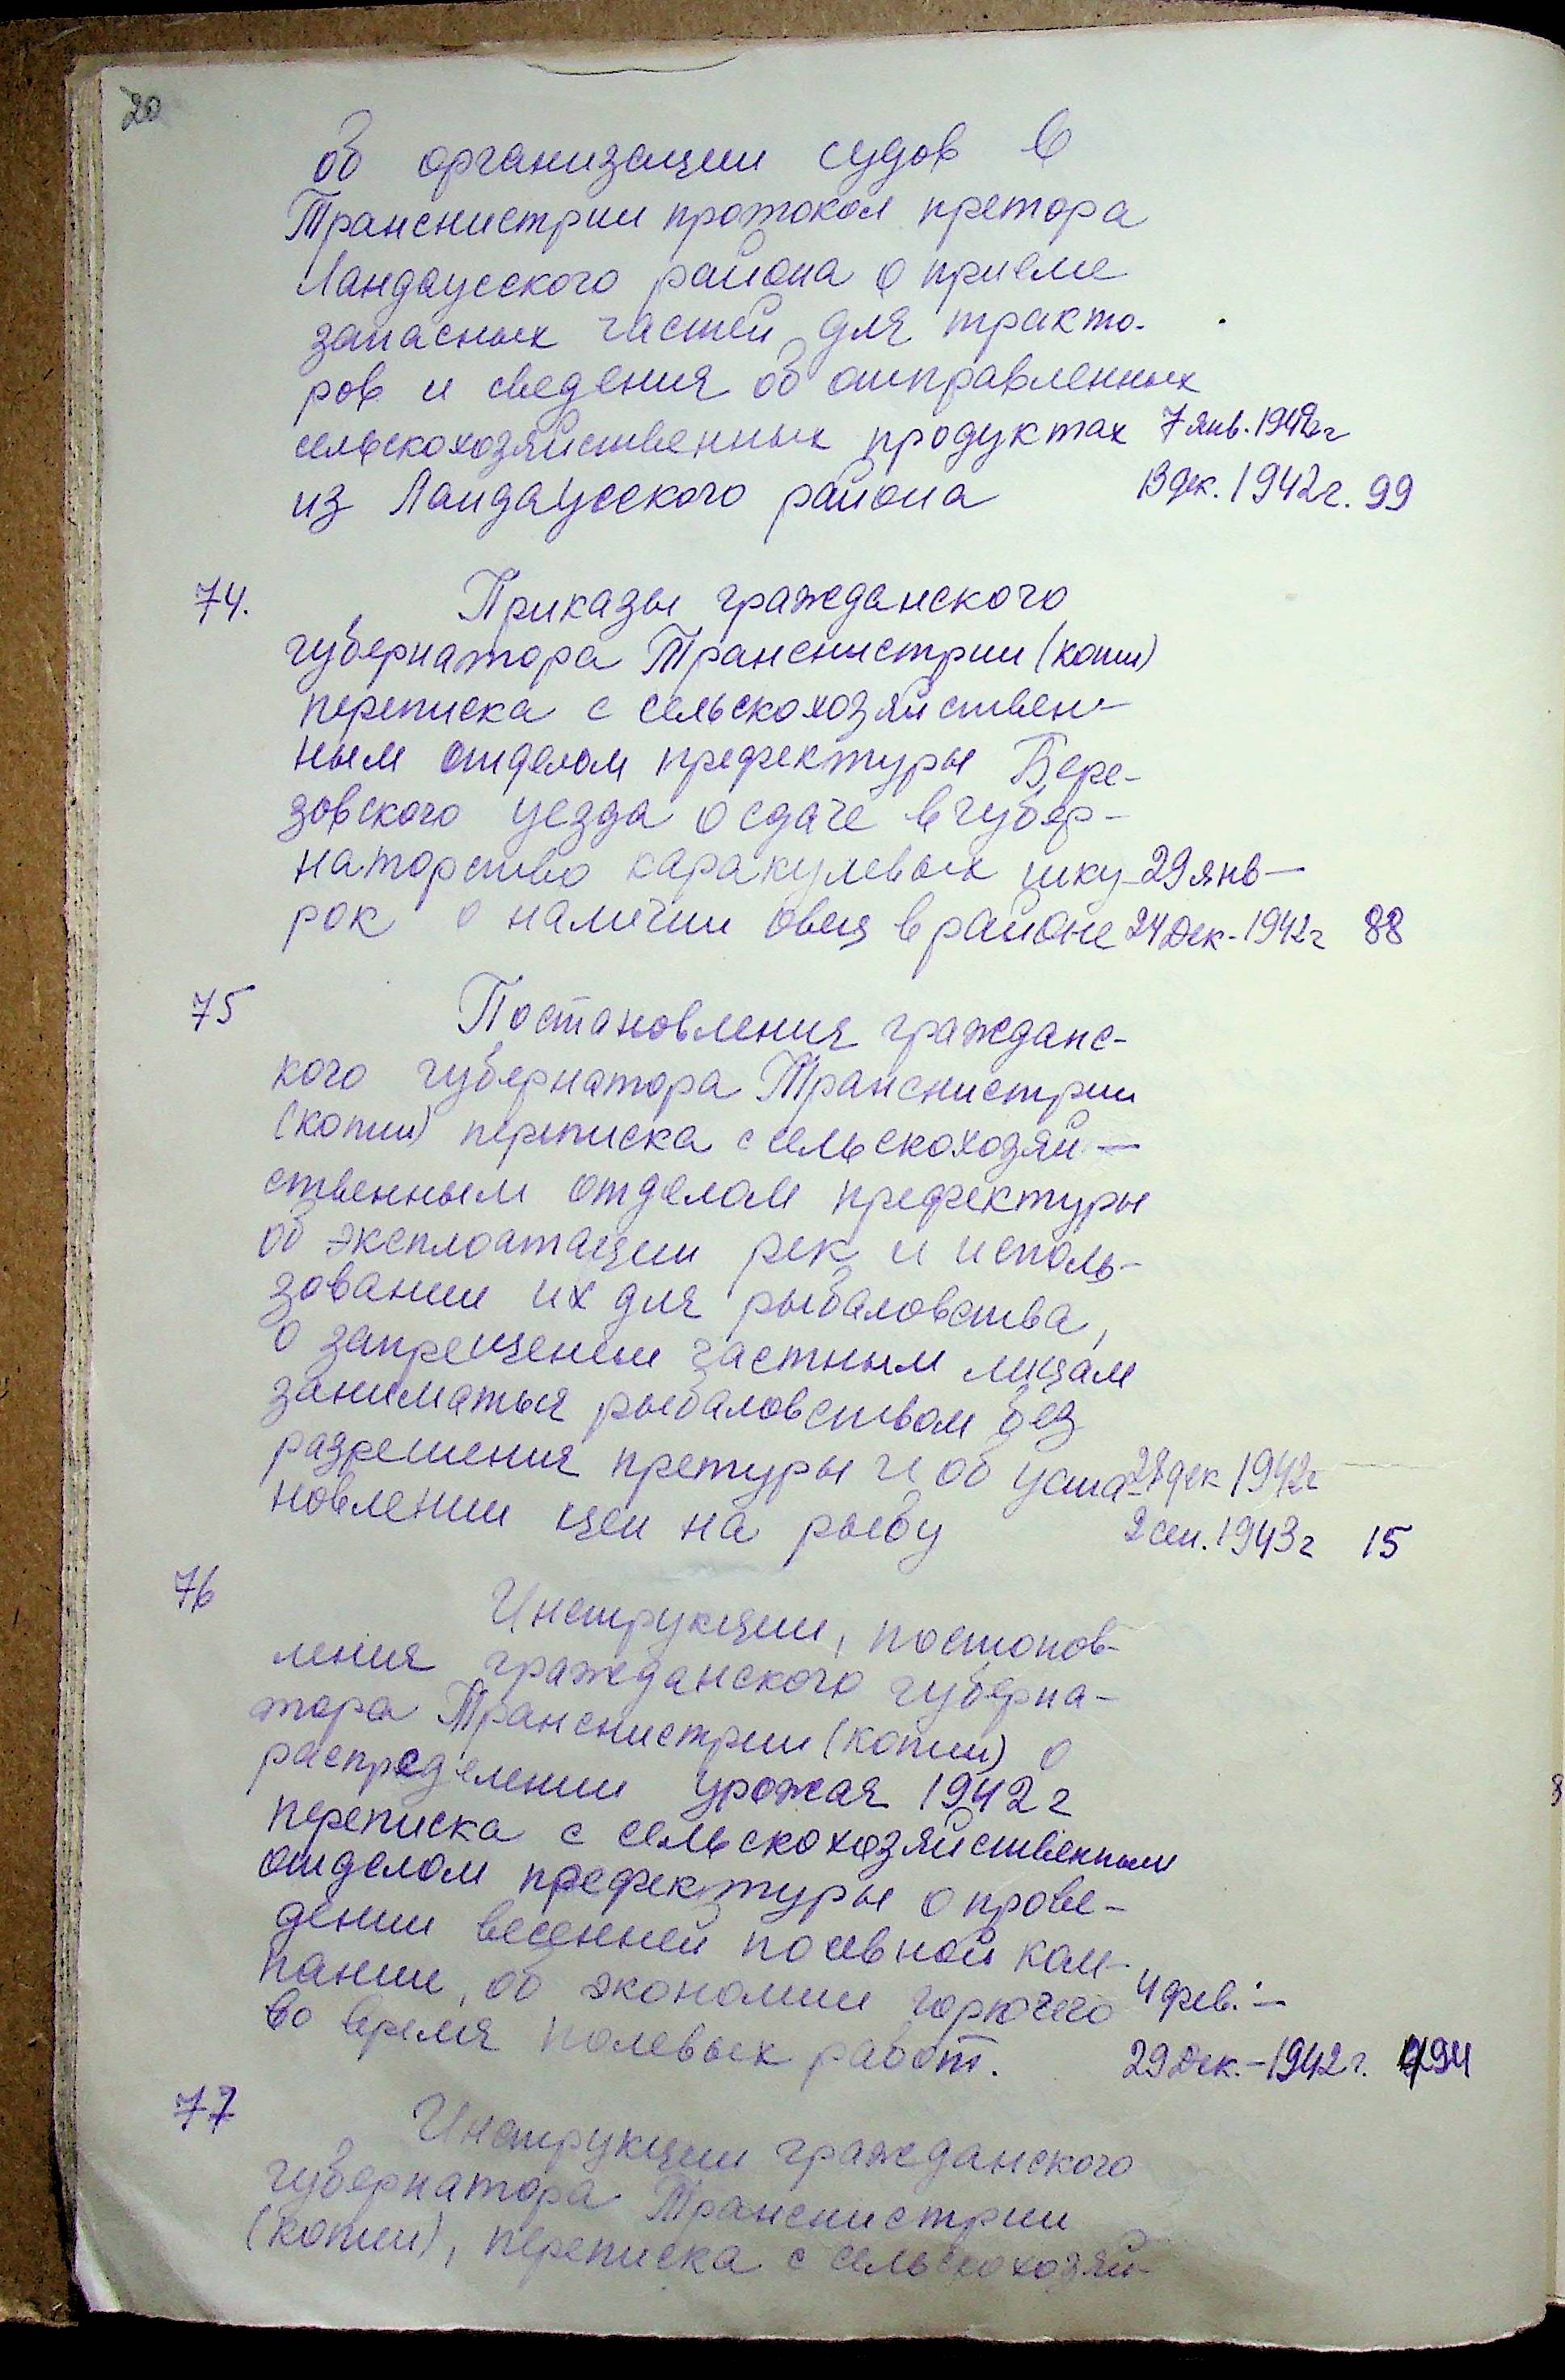 20
об организации судов в
Транснистрии протокол претора
Ландауского района о приеме
запасных частей для тракто-
ров и сведения об отправленных
сельскохозяйственных продуктах 7 янв. 1942г
из Ландауского района 13 дек. 1942г. 99
74. Приказы гражданского
губернатора Транснистрии (копии)
переписка с сельскохозяйствен-
ным отделом префектуры Бере-
зовского уезда о сдаче в губер-
наторство каракулевых шку- 29 янв-
рок о наличии овец в районе 24 дек-1942г 88
75 Постановления гражданс-
кого губернатора Транснистрии
(копии) переписка с сельскохозяй-
ственным отделом префектуры
об эксплоатации рек и исполь-
зовании их для рыбаловства,
о запрещении частным лицам
заниматься рыбаловством без
разрешения претуры и об уста- 28 дек 1942г
новлении цен на рыбу 2 сен. 1943г 15
76 Инструкции, постонов-
ления гражданского губерна-
тора Транснистрии (копии) о
распределении урожая 1942г
переписка с сельскохозяйственным
отделом префектуры о прове-
дении весенней посевной кам-
пании, об экономии горючего 4 фев.-
во время полевых работ. 29 дек.-1942г. 494
77 Инструкции гражданского
губернатора Транснистрии
(копии), переписка с сельскохозяй-